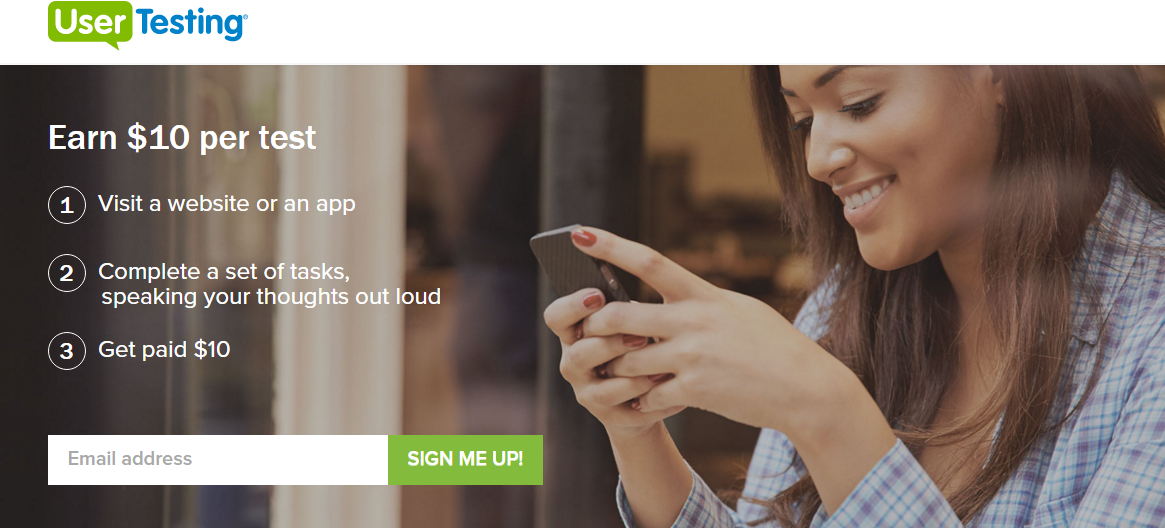 UserTesting®
Earn $10 per test
1 Visit a website or an app
2 Complete a set of tasks,
speaking your thoughts out loud
3 Get paid $10
Email address SIGN ME UP!